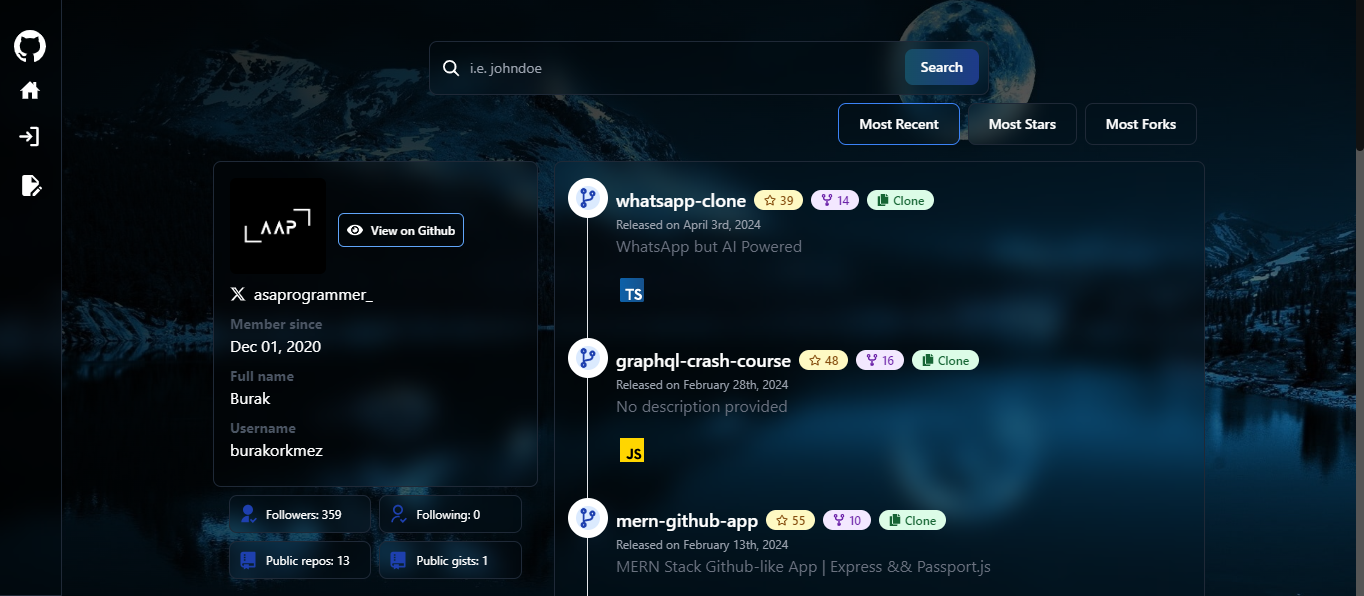 i.e. johndoe
Search
Most Recent
Most Stars
Most Forks
AAP
View on Github
asaprogrammer_
Member since
Dec 01, 2020
Full name
Burak
Username
burakorkmez
Followers: 359
Following: 0
Public repos: 13
Public gists: 1
whatsapp-clone 39 14 Clone
Released on April 3rd, 2024
WhatsApp but AI Powered
TS
graphql-crash-course 48 16 Clone
Released on February 28th, 2024
No description provided
JS
mern-github-app 55 10 Clone
Released on February 13th, 2024
MERN Stack Github-like App | Express && Passport.js